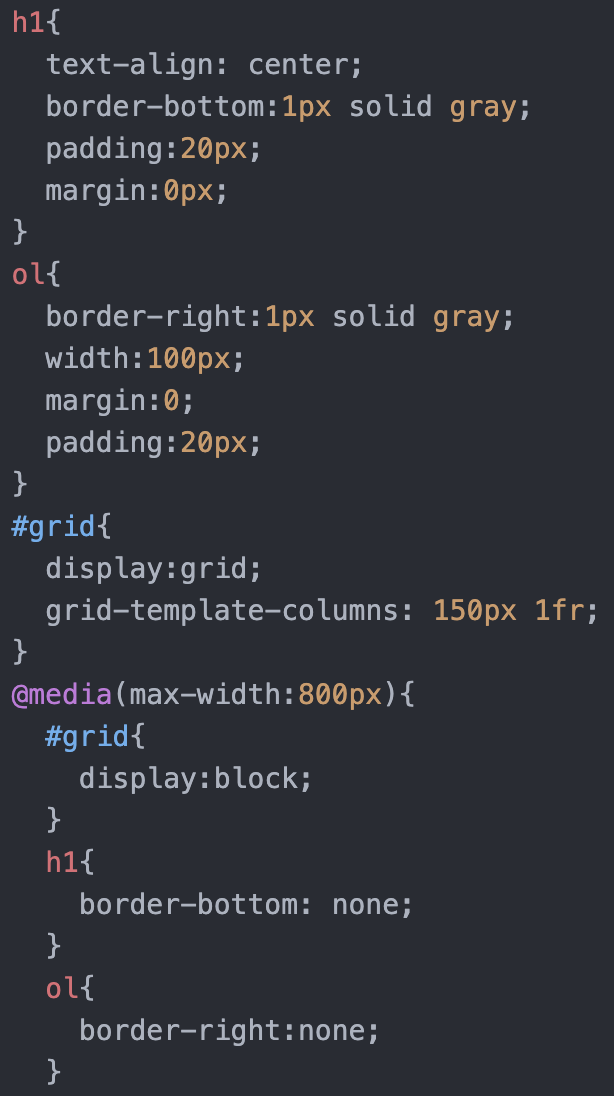 h1{
  text-align: center;
  border-bottom:1px solid gray;
  padding:20px;
  margin:0px;
}
ol{
  border-right:1px solid gray;
  width:100px;
  margin:0;
  padding:20px;
}
#grid{
  display:grid;
  grid-template-columns: 150px 1fr;
}
@media(max-width:800px){
  #grid{
    display:block;
  }
  h1{
    border-bottom: none;
  }
  ol{
    border-right:none;
  }